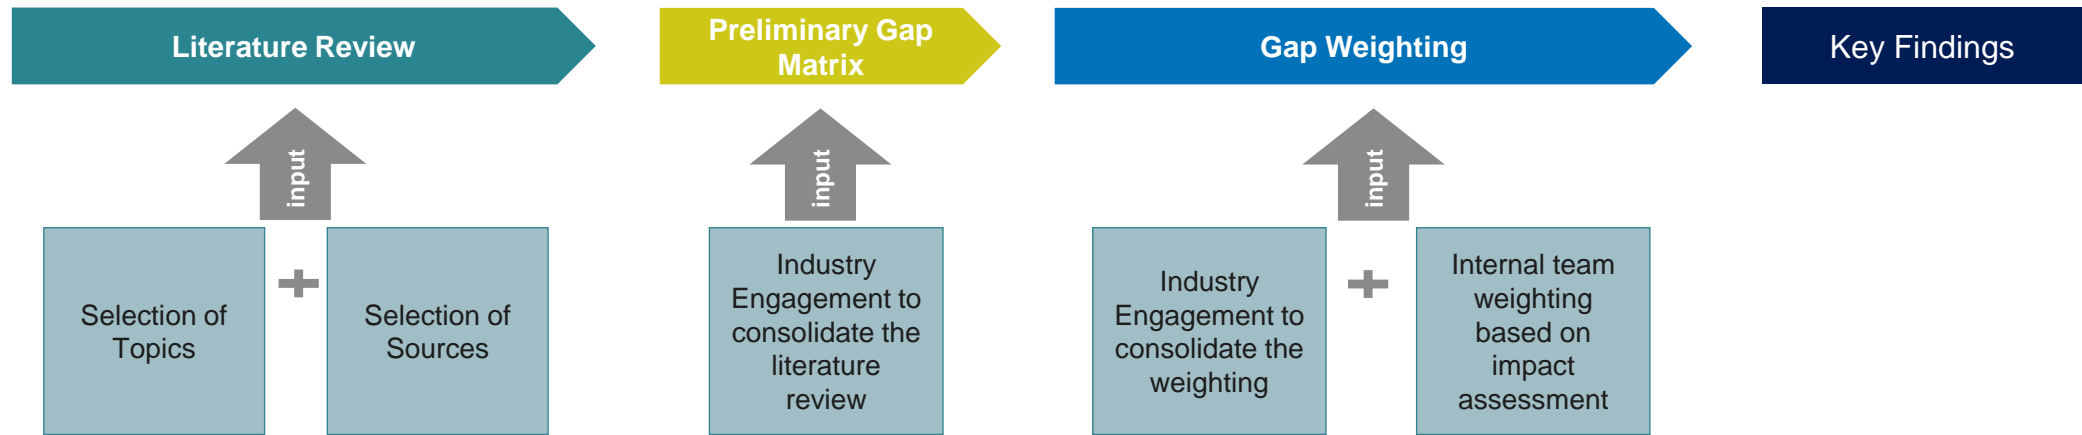 Literature Review
Preliminary Gap
Matrix
Gap Weighting
Key Findings
input
input
input
Selection of
Topics
Selection of
Sources
Industry
Engagement to
consolidate the
literature
review
Industry
Engagement to
consolidate the
weighting
Internal team
weighting
based on
impact
assessment